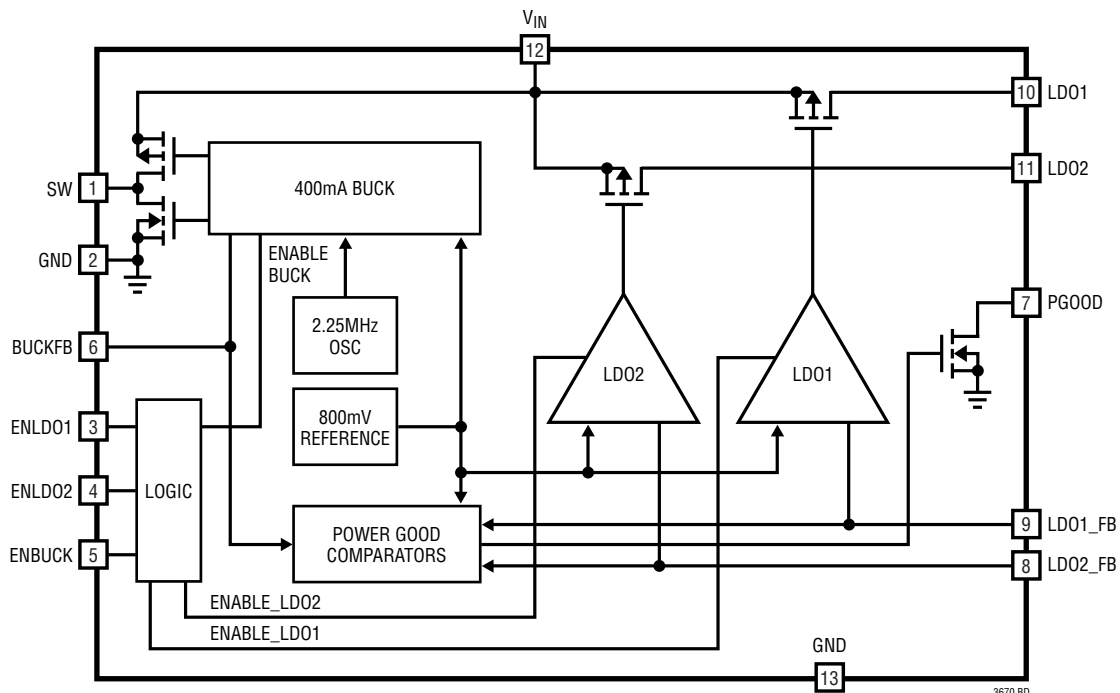 VIN
12
10 LDO1
11 LDO2
400mA BUCK
SW 1
GND 2
ENABLE
BUCK
7 PGOOD
2.25MHz
OSC
BUCKFB 6
LDO2
LDO1
800mV
REFERENCE
ENLDO1 3
ENLDO2 4
LOGIC
ENBUCK 5
POWER GOOD
COMPARATORS
9 LDO1_FB
8 LDO2_FB
ENABLE_LDO2
ENABLE_LDO1
GND
13
3670 BD